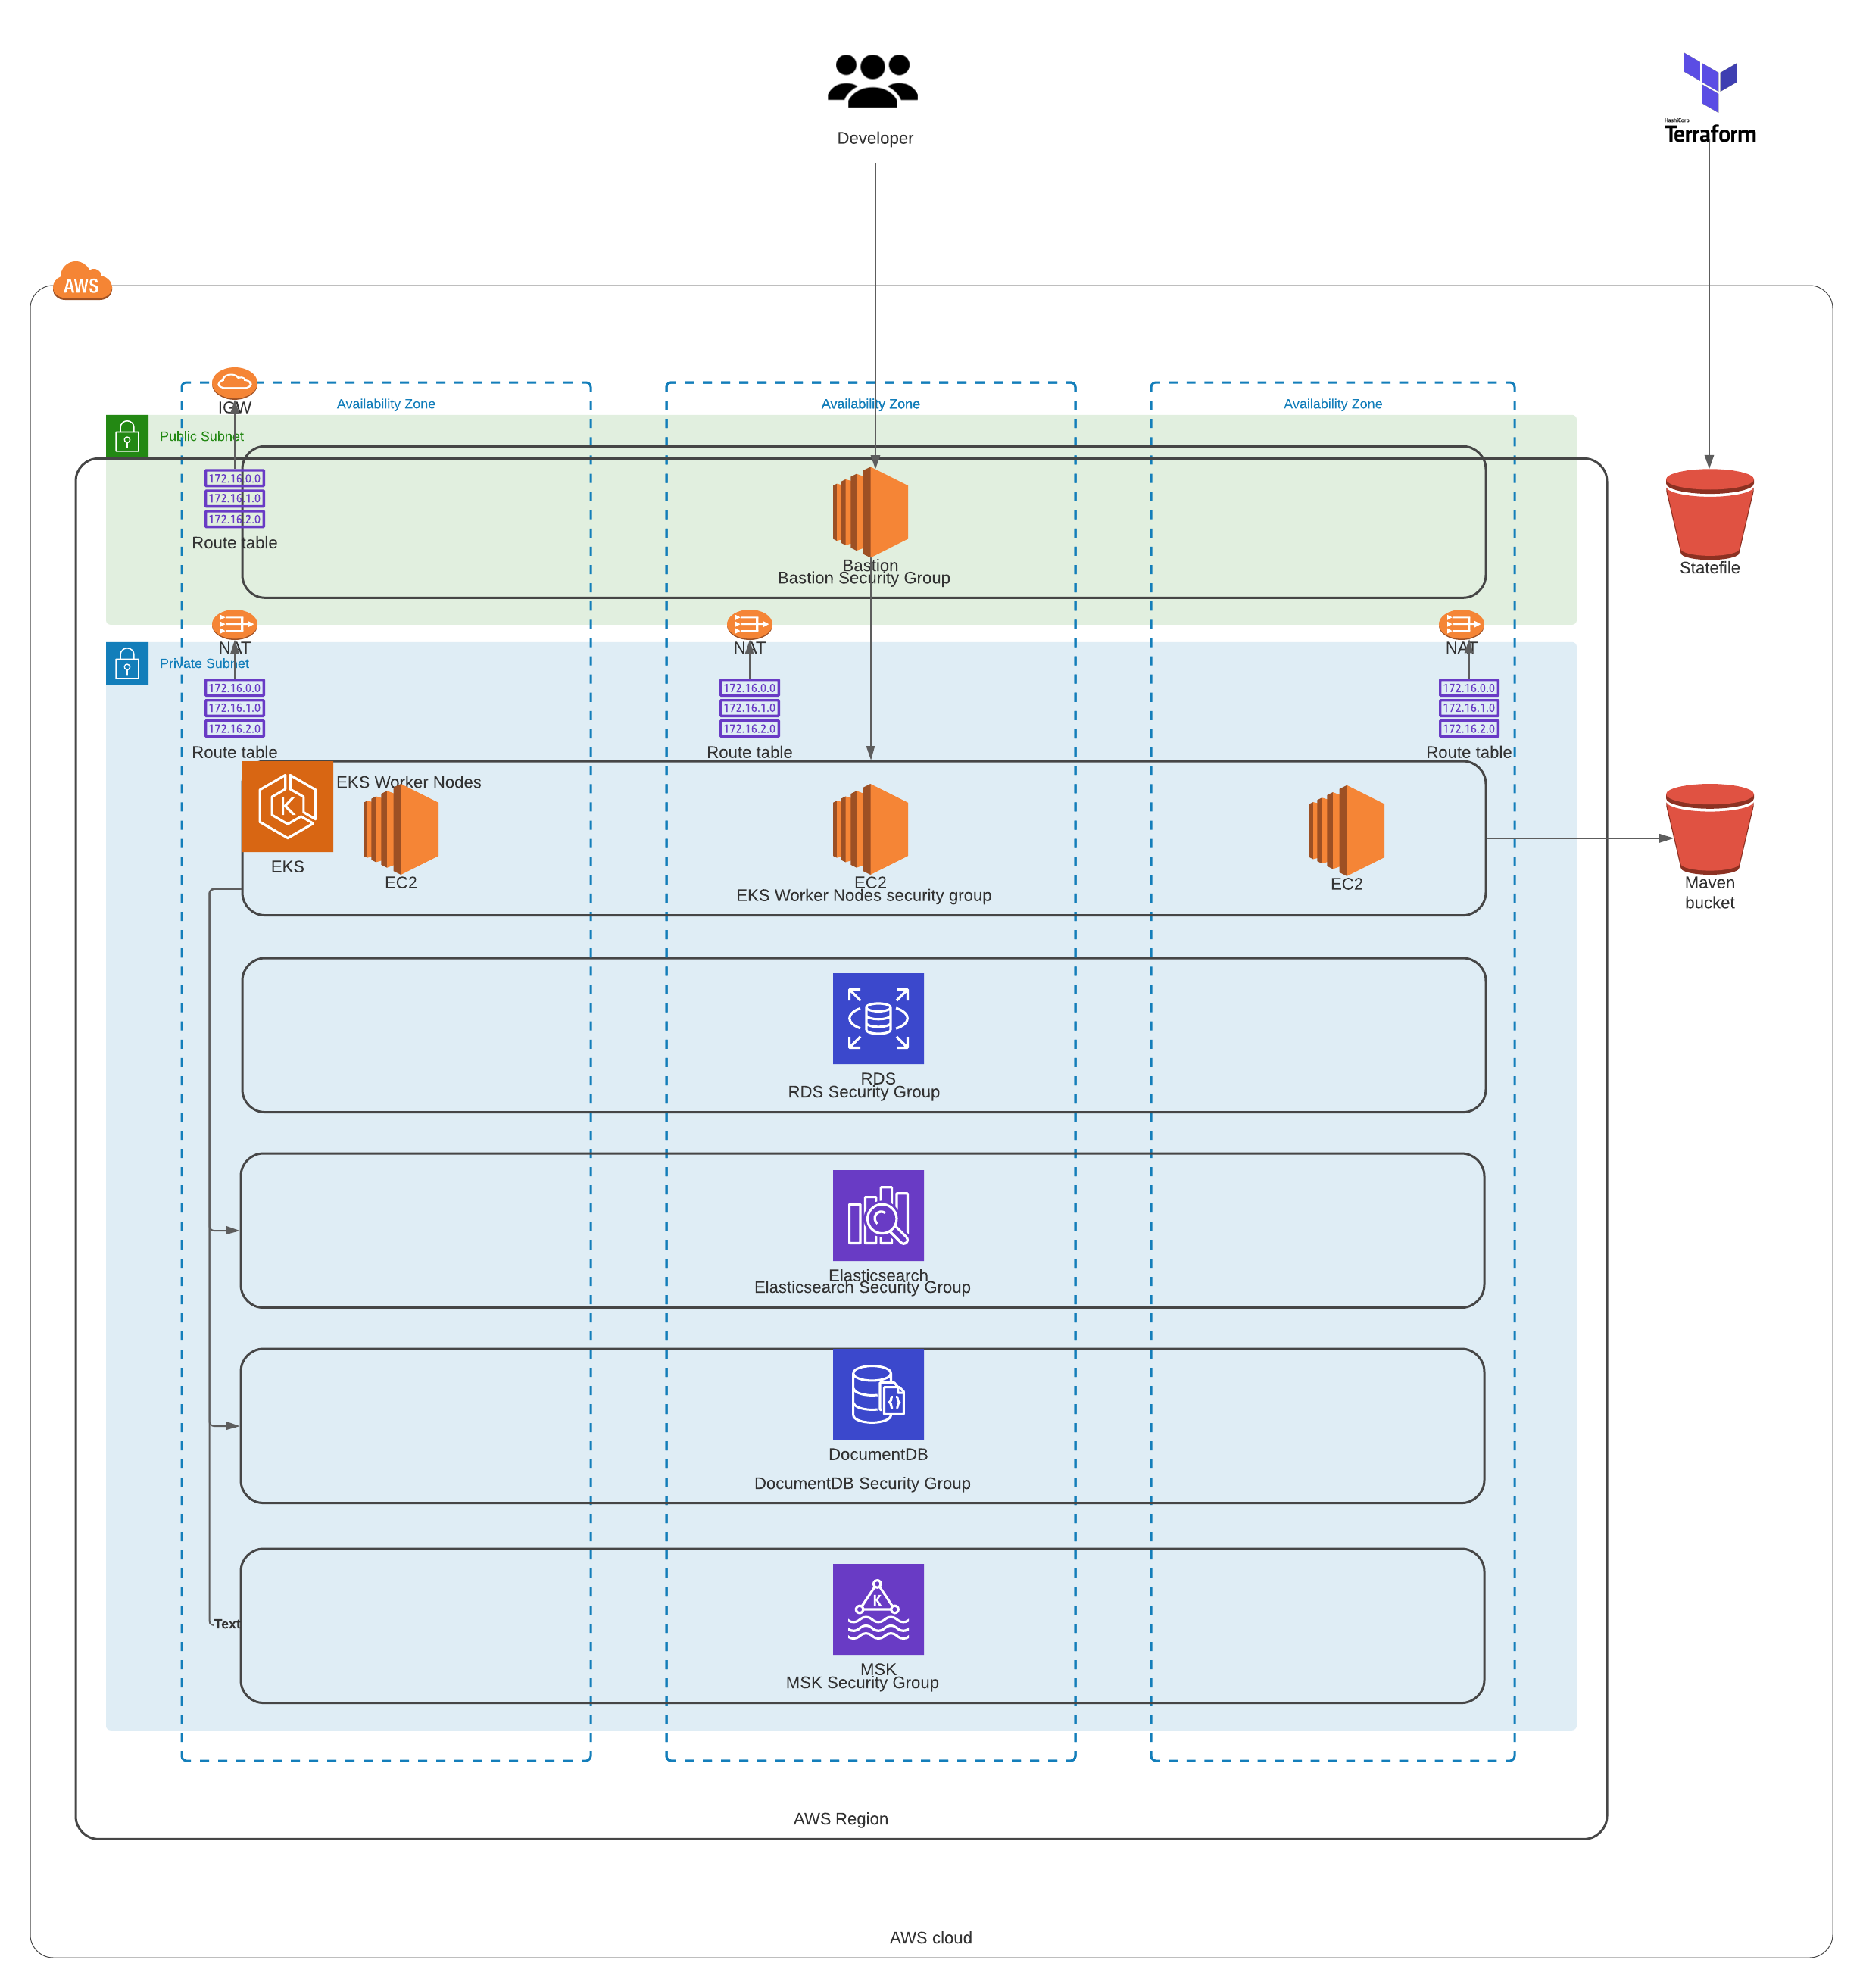 Developer
HashiCorp
Terraform
AWS
IGW
Availability Zone
Availability Zone
Availability Zone
Public Subnet
172.16.0.0
172.16.1.0
172.16.2.0
Route table
Bastion
Bastion Security Group
Statefile
NAT
NAT
NAT
Private Subnet
172.16.0.0
172.16.1.0
172.16.2.0
Route table
172.16.0.0
172.16.1.0
172.16.2.0
Route table
172.16.0.0
172.16.1.0
172.16.2.0
Route table
EKS Worker Nodes
K
EKS
EC2
EC2
EC2
EKS Worker Nodes security group
Maven
bucket
RDS
RDS Security Group
Elasticsearch
Elasticsearch Security Group
DocumentDB
DocumentDB Security Group
Text
K
MSK
MSK Security Group
AWS Region
AWS cloud